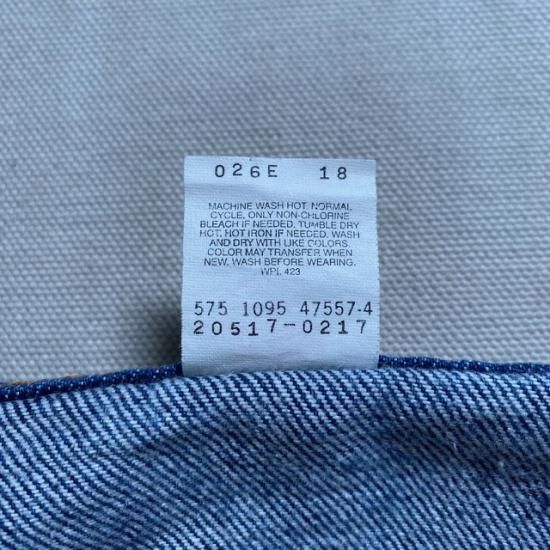 026E 18
MACHINE WASH HOT, NORMAL
CYCLE, ONLY NON-CHLORINE
BLEACH IF NEEDED. TUMBLE DRY
HOT. HOT IRON IF NEEDED. WASH
AND DRY WITH LIKE COLORS.
COLOR MAY TRANSFER WHEN
NEW. WASH BEFORE WEARING.
WPL 423
575 1095 47557-4
20517-0217